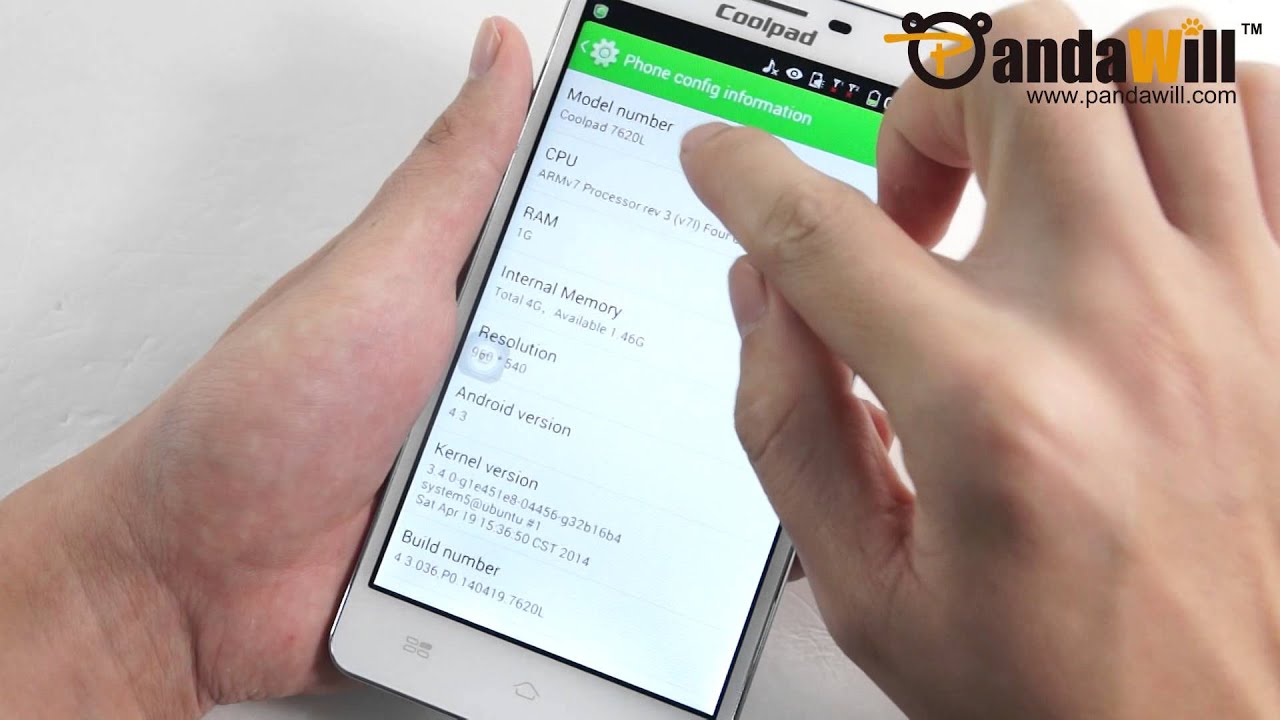 Coolpad
PandaWill™
www.pandawill.com
Phone config information
Model number
Coolpad 7620L
CPU
ARMv7 Processor rev 3 (v7l) Four
RAM
1G
Internal Memory
Total 4G, Available 1.46G
Resolution
960*540
Android version
4.3
Kernel version
3.4.0-g1e451e8-04456-g32b16b4
system5@ubuntu #1
Sat Apr 19 15:36:50 CST 2014
Build number
4.3.036.P0.140419.7620L